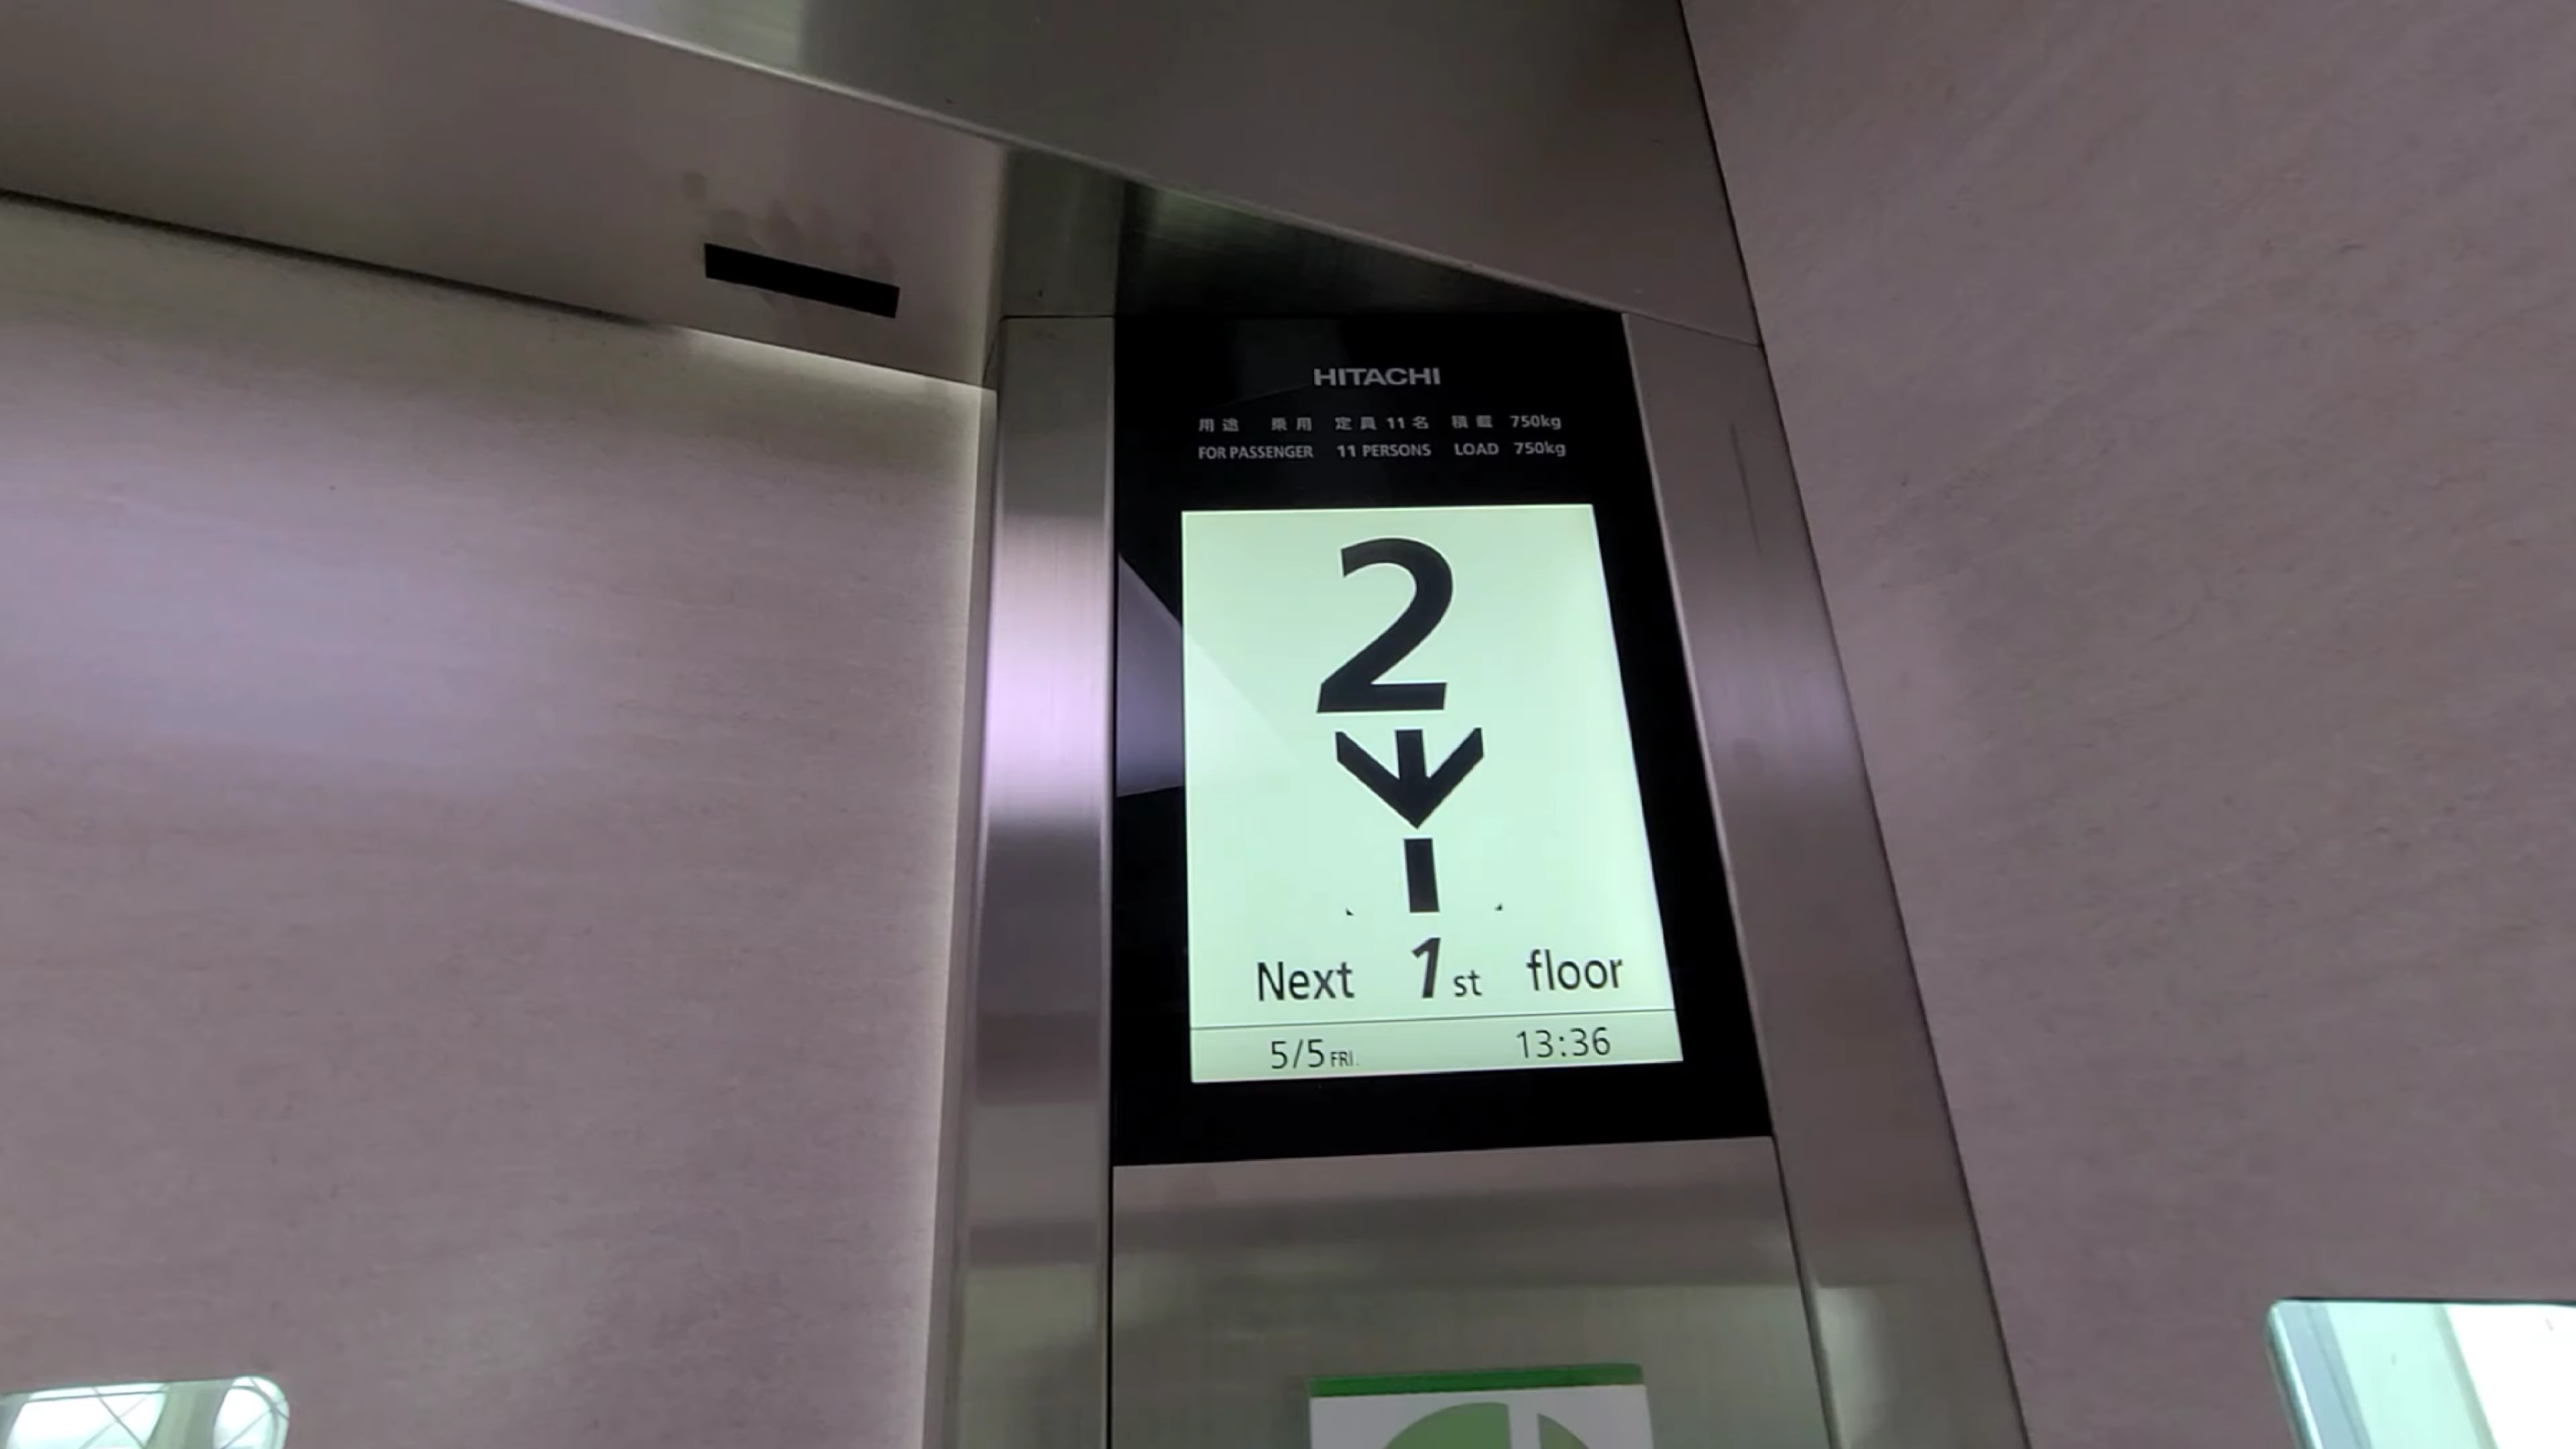 HITACHI
用途 乗用 定員 11名 積載 750kg
FOR PASSENGER 11 PERSONS LOAD 750kg
2
Next 1st floor
5/5 FRI. 13:36